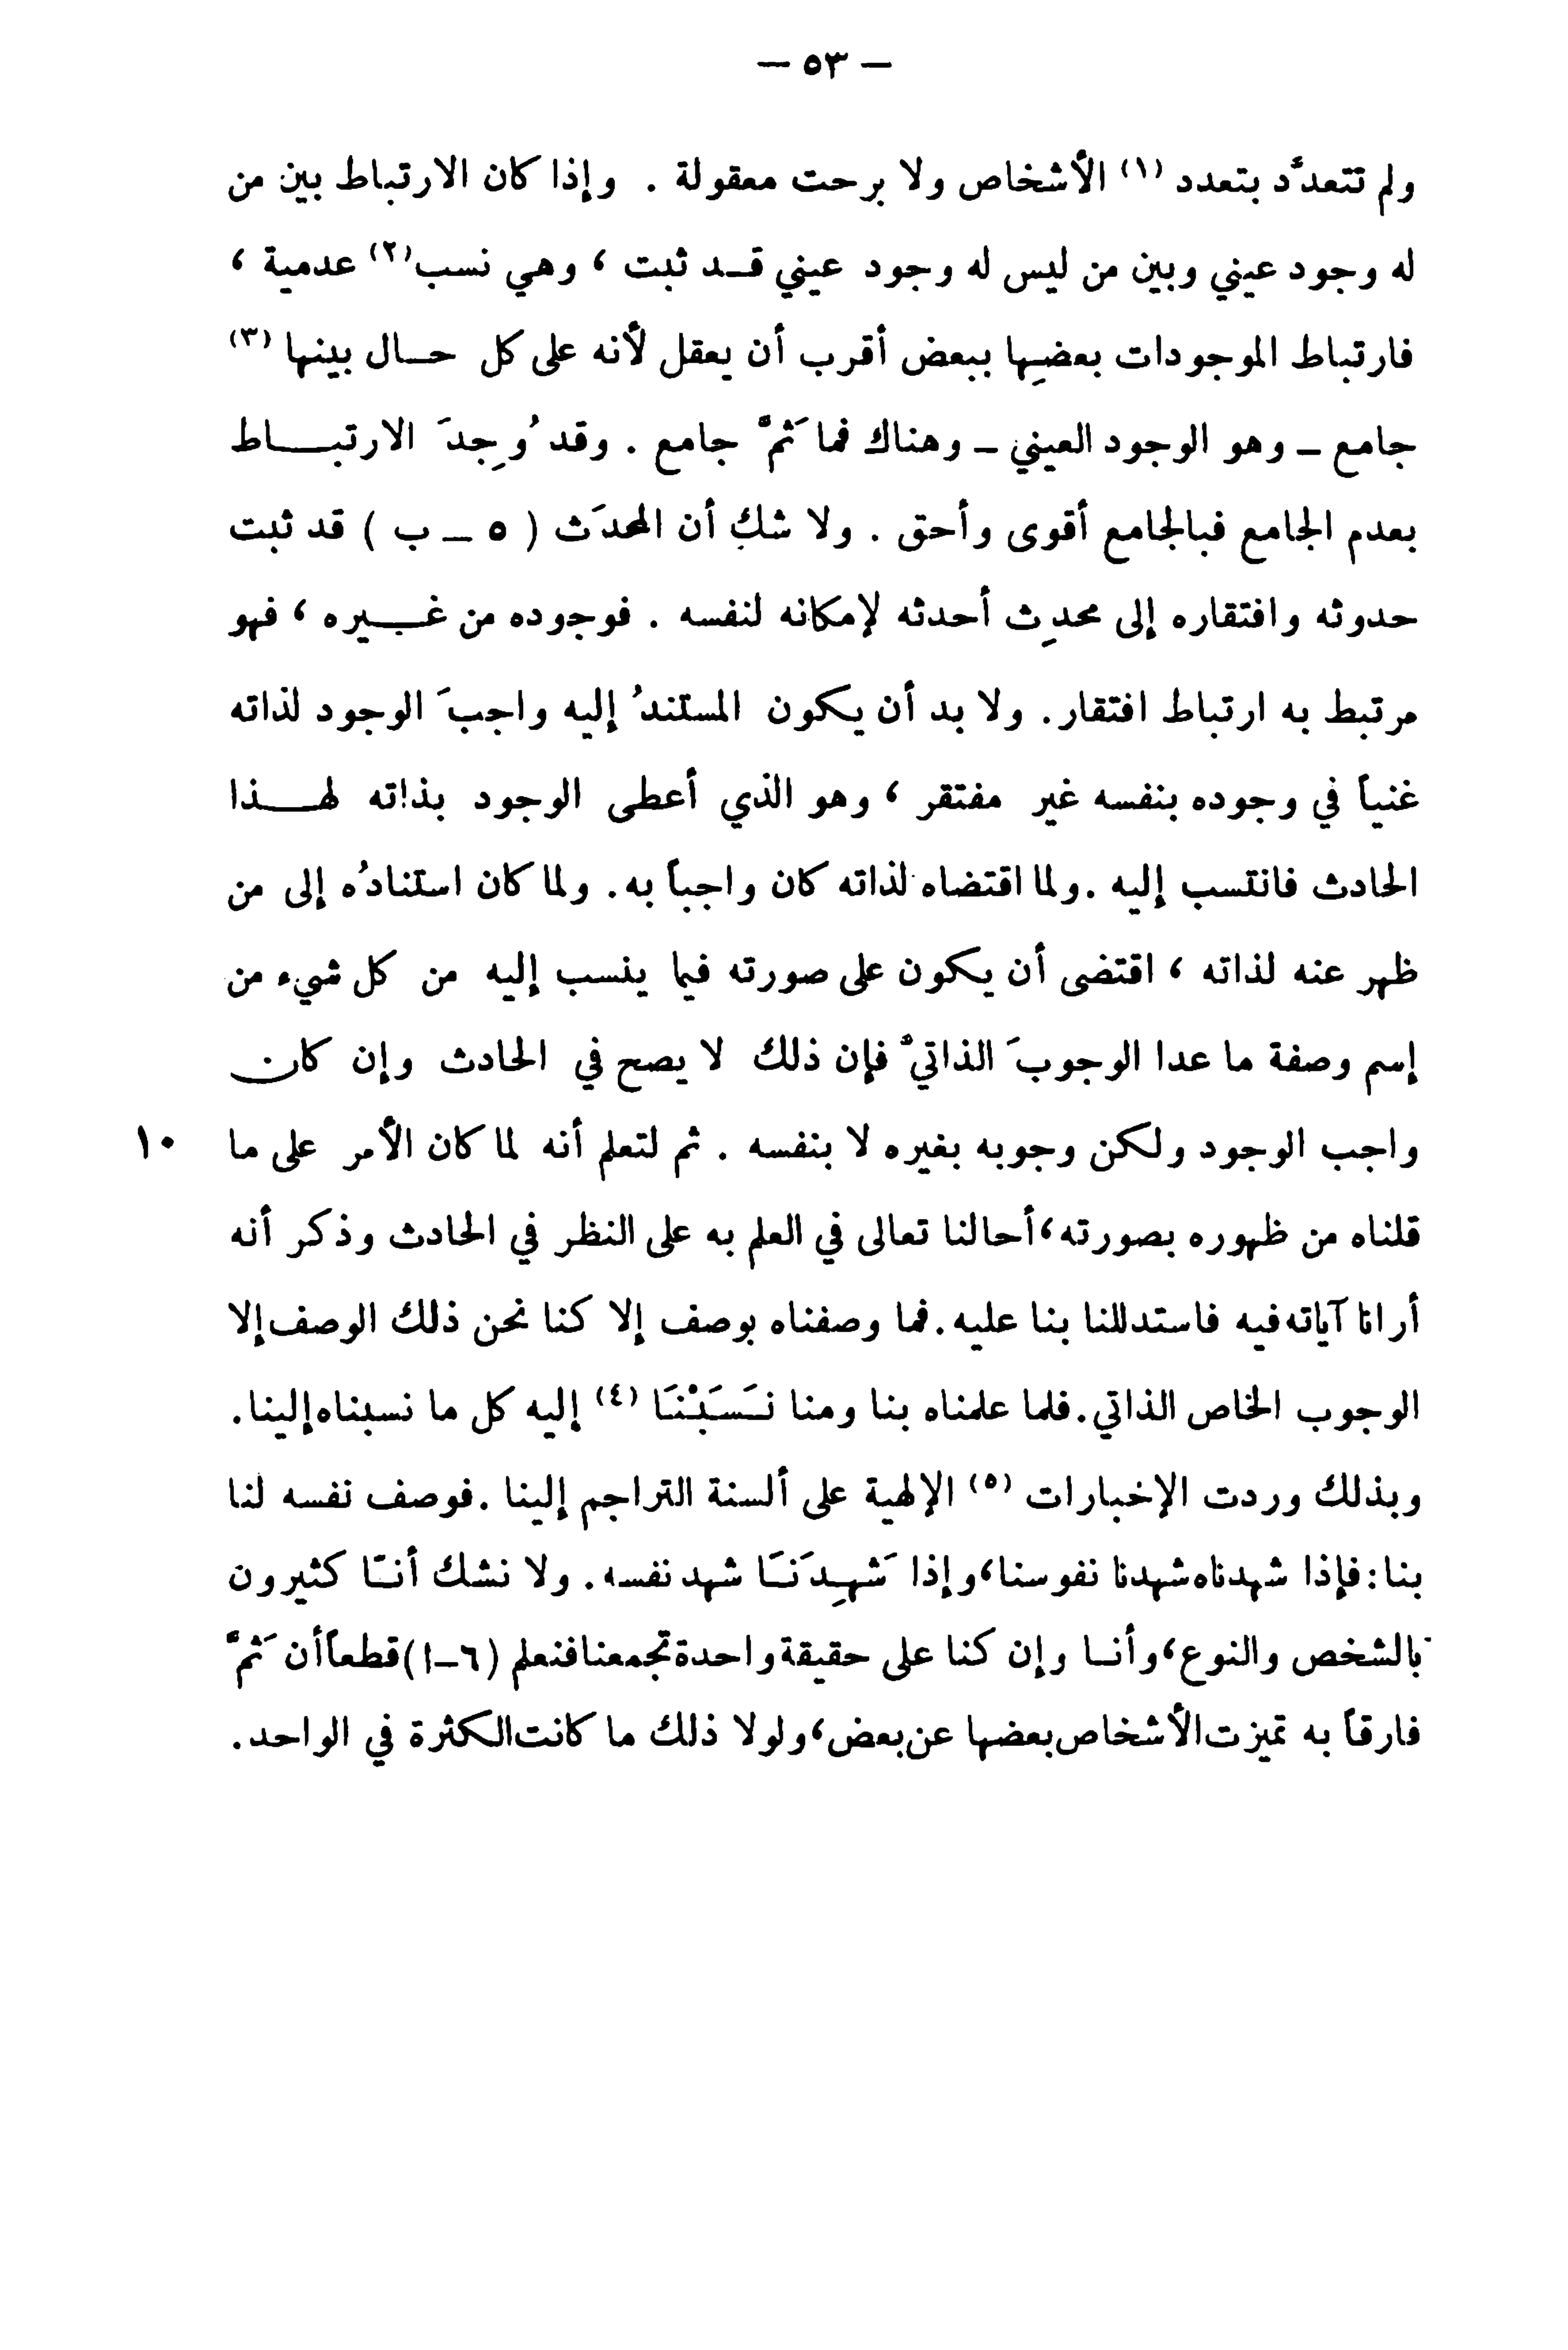 — ٥٣ —
ولم تتعدَّد بتعدد (١) الأشخاص ولا برحت معقولة . وإذا كان الارتباط بين من
له وجود عيني وبين من ليس له وجود عيني قد ثبت ، وهي نسب (٢) عدمية ،
فارتباط الموجودات بعضِها ببعض أقرب أن يعقل لأنه على كل حال بينها (٣)
جامع – وهو الوجود العيني – وهناك فما ثَمَّ جامع . وقد وُجِدَ الارتباط
بعدم الجامع فبالجامع أقوى وأحق . ولا شك أن المحدَث ( ٥ – ب ) قد ثبت
حدوثه وافتقاره إلى محدِث أحدثه لإمكانه لنفسه . فوجوده من غيره ، فهو
مرتبط به ارتباط افتقار . ولا بد أن يكون المستندُ إليه واجبَ الوجود لذاته
غنياً في وجوده بنفسه غير مفتقر ، وهو الذي أعطى الوجود بذاته لهذا
الحادث فانتسب إليه . ولما اقتضاه لذاته كان واجباً به . ولما كان استنادُه إلى من
ظهر عنه لذاته ، اقتضى أن يكون على صورته فيما ينسب إليه من كل شيء من
إسم وصفة ما عدا الوجوبَ الذاتيَّ فإن ذلك لا يصح في الحادث وإن كان
واجب الوجود ولكن وجوبه بغيره لا بنفسه . ثم لتعلم أنه لما كان الأمر على ما ١٠
قلناه من ظهوره بصورته ، أحالنا تعالى في العلم به على النظر في الحادث وذكر أنه
أرانا آياته فيه فاستدللنا بنا عليه . فما وصفناه بوصف إلا كنا نحن ذلك الوصف إلا
الوجوب الخاص الذاتي . فلما علمناه بنا ومنا نَسَبْنَا (٤) إليه كل ما نسبناه إلينا .
وبذلك وردت الإخبارات (٥) الإلهية على ألسنة التراجم إلينا . فوصف نفسه لنا
بنا : فإذا شهدناه شهدنا نفوسنا ، وإذا شَهِدَنَا شهد نفسه . ولا نشك أنَّا كثيرون
بالشخص والنوع ، وأنا وإن كنا على حقيقة واحدة تجمعنا فنعلم (٦–ا) قطعاً أن ثَمَّ
فارقاً به تميزت الأشخاص بعضها عن بعض ، ولولا ذلك ما كانت الكثرة في الواحد .